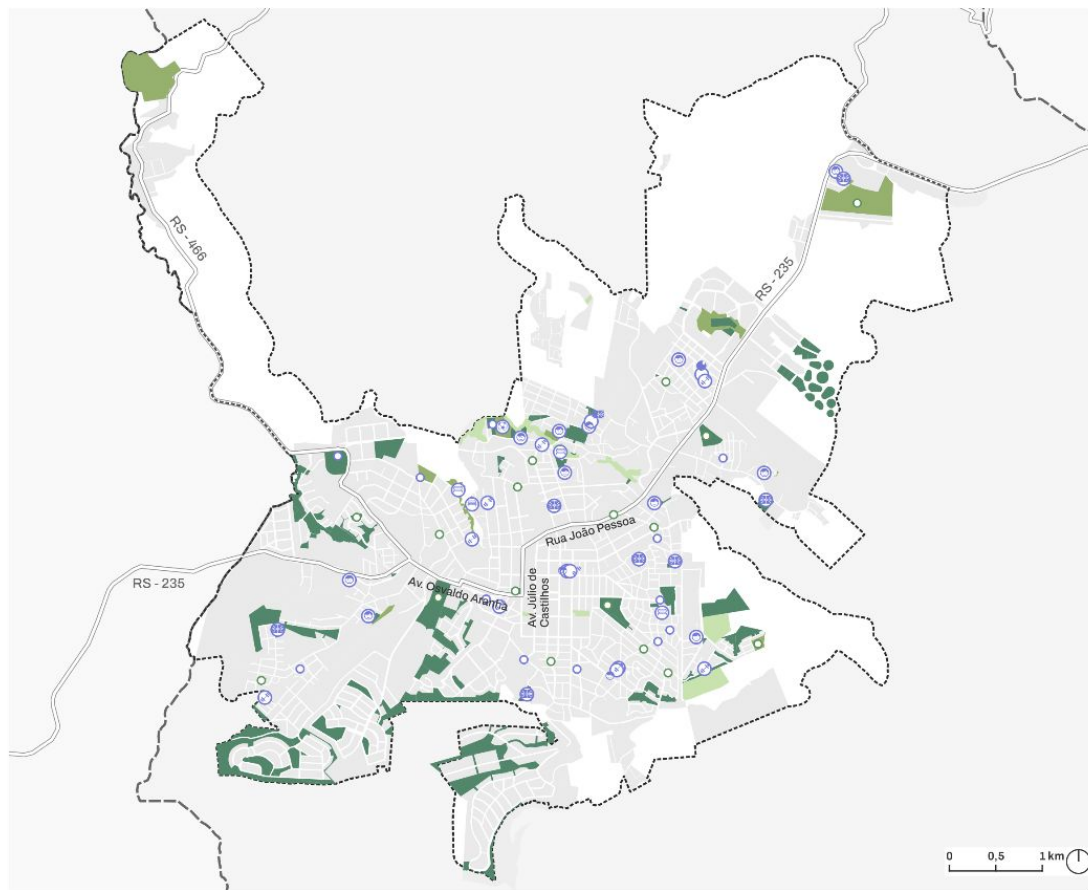 RS - 466
RS - 235
Rua João Pessoa
RS - 235
Av. Osvaldo Aranha
Av. Júlio de
Castilhos
0 0,5 1 km